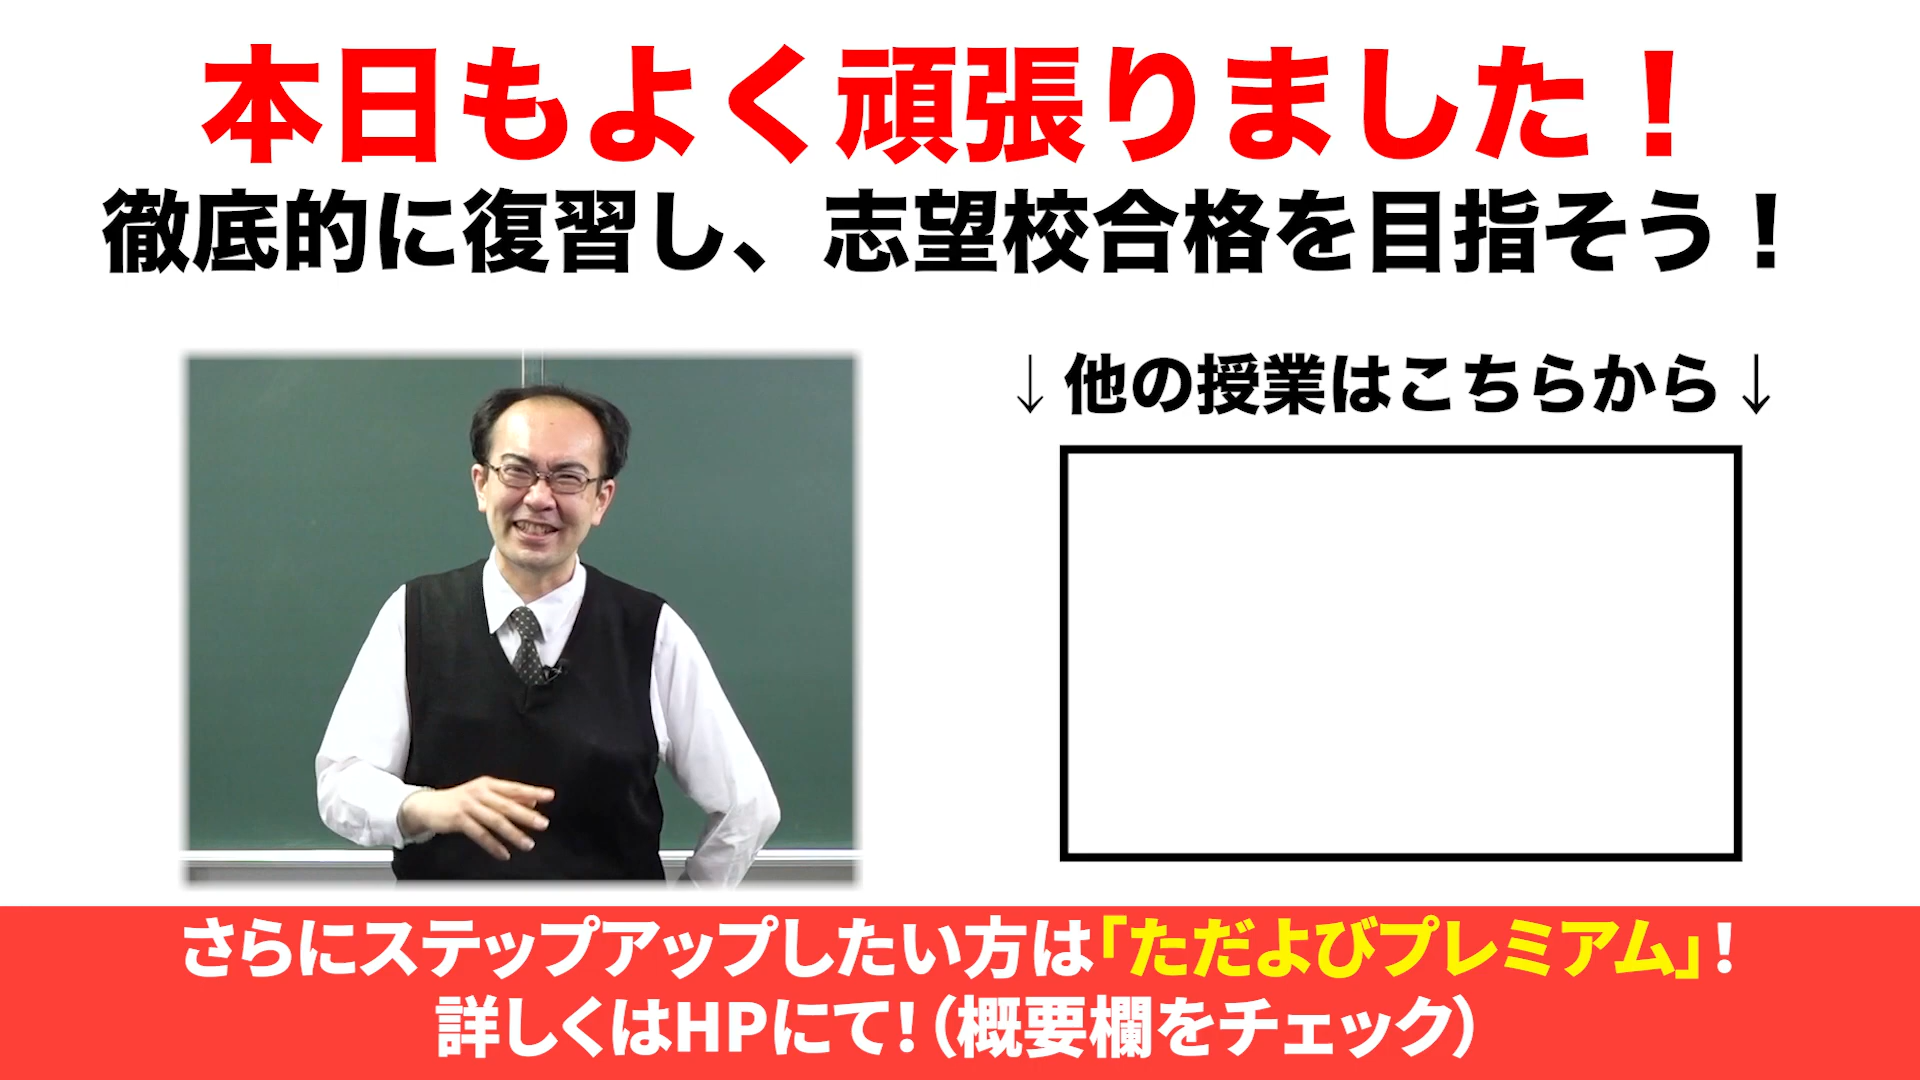 本日もよく頑張りました！
徹底的に復習し、志望校合格を目指そう！
↓他の授業はこちらから↓
さらにステップアップしたい方は「ただよびプレミアム」！
詳しくはHPにて！（概要欄をチェック）